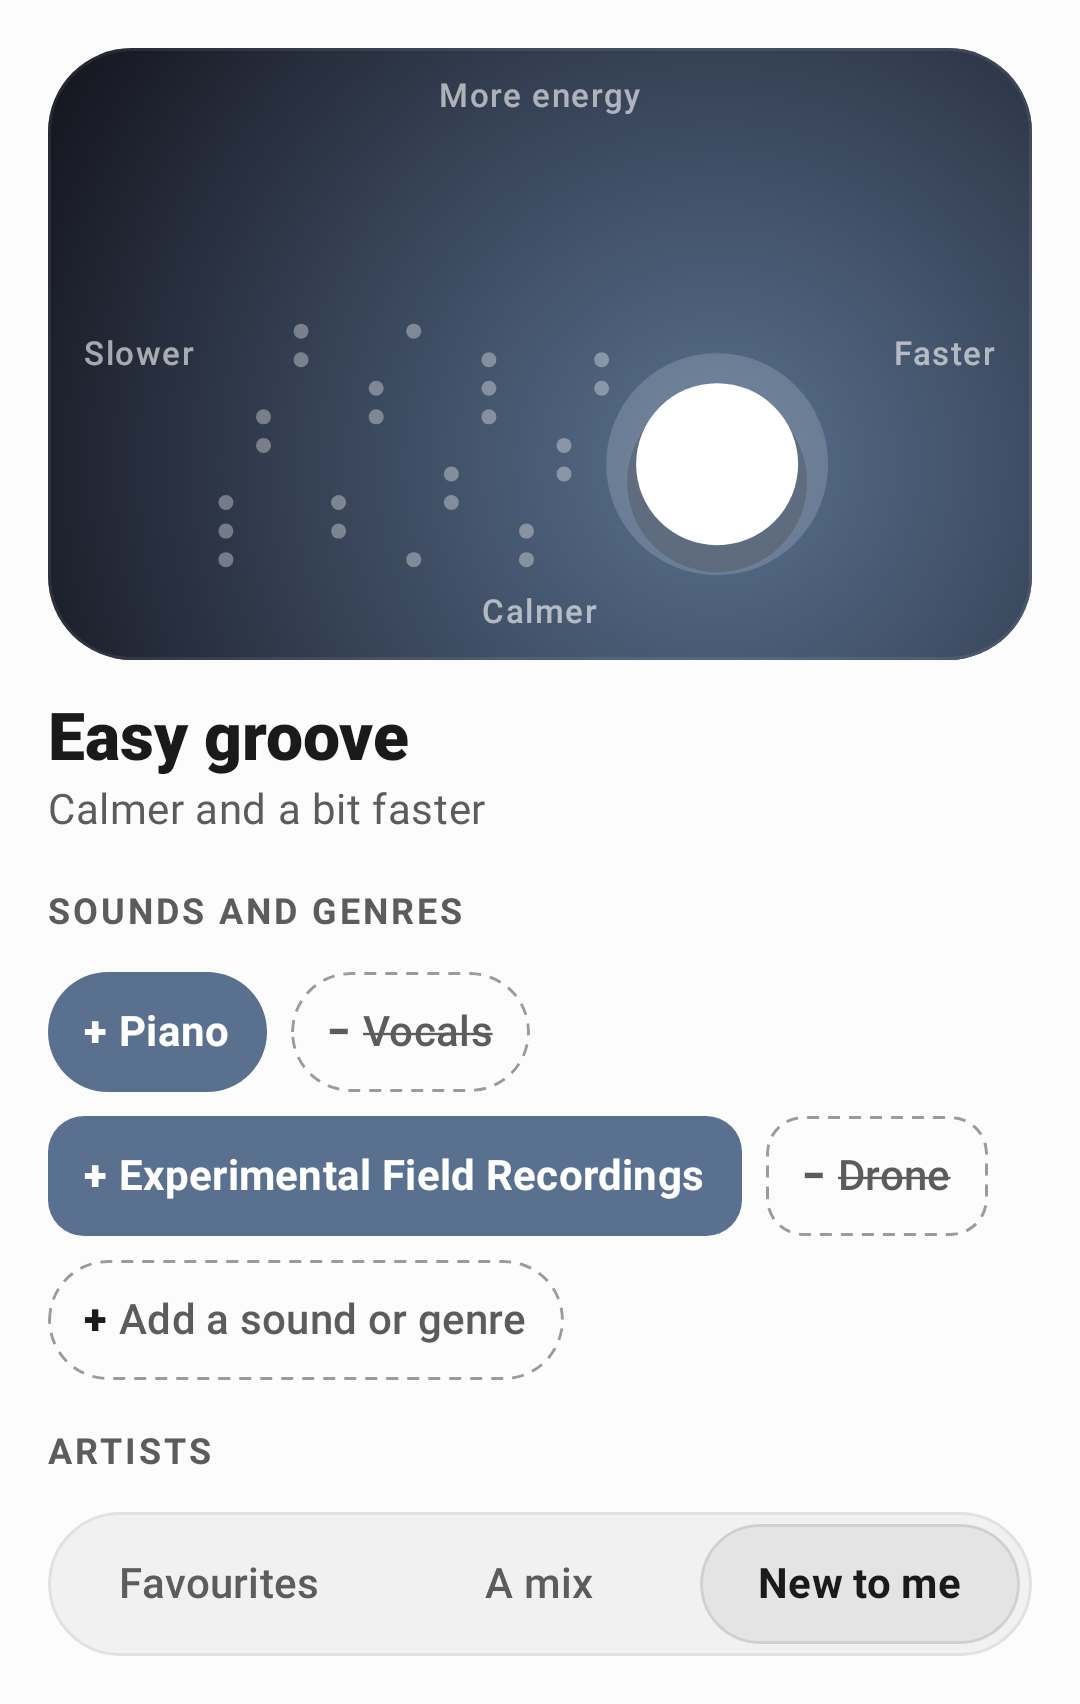 More energy
Slower
Faster
Calmer
Easy groove
Calmer and a bit faster
SOUNDS AND GENRES
+ Piano
− Vocals
+ Experimental Field Recordings
− Drone
+ Add a sound or genre
ARTISTS
Favourites
A mix
New to me